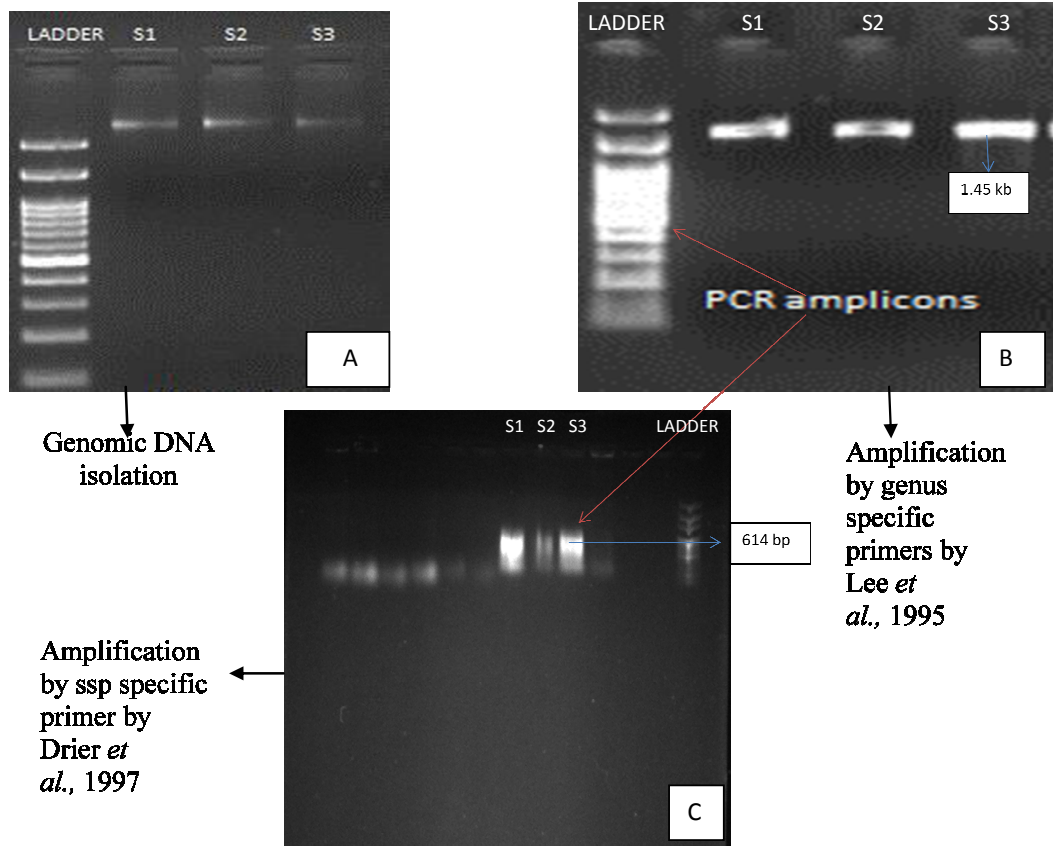 LADDER S1 S2 S3
A
Genomic DNA
isolation
LADDER S1 S2 S3
1.45 kb
PCR amplicons
B
Amplification
by genus
specific
primers by
Lee et
al., 1995
S1 S2 S3 LADDER
614 bp
C
Amplification
by ssp specific
primer by
Drier et
al., 1997